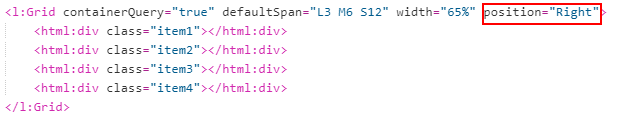 <l:Grid containerQuery="true" defaultSpan="L3 M6 S12" width="65%" position="Right">
    <html:div class="item1"></html:div>
    <html:div class="item2"></html:div>
    <html:div class="item3"></html:div>
    <html:div class="item4"></html:div>
</l:Grid>